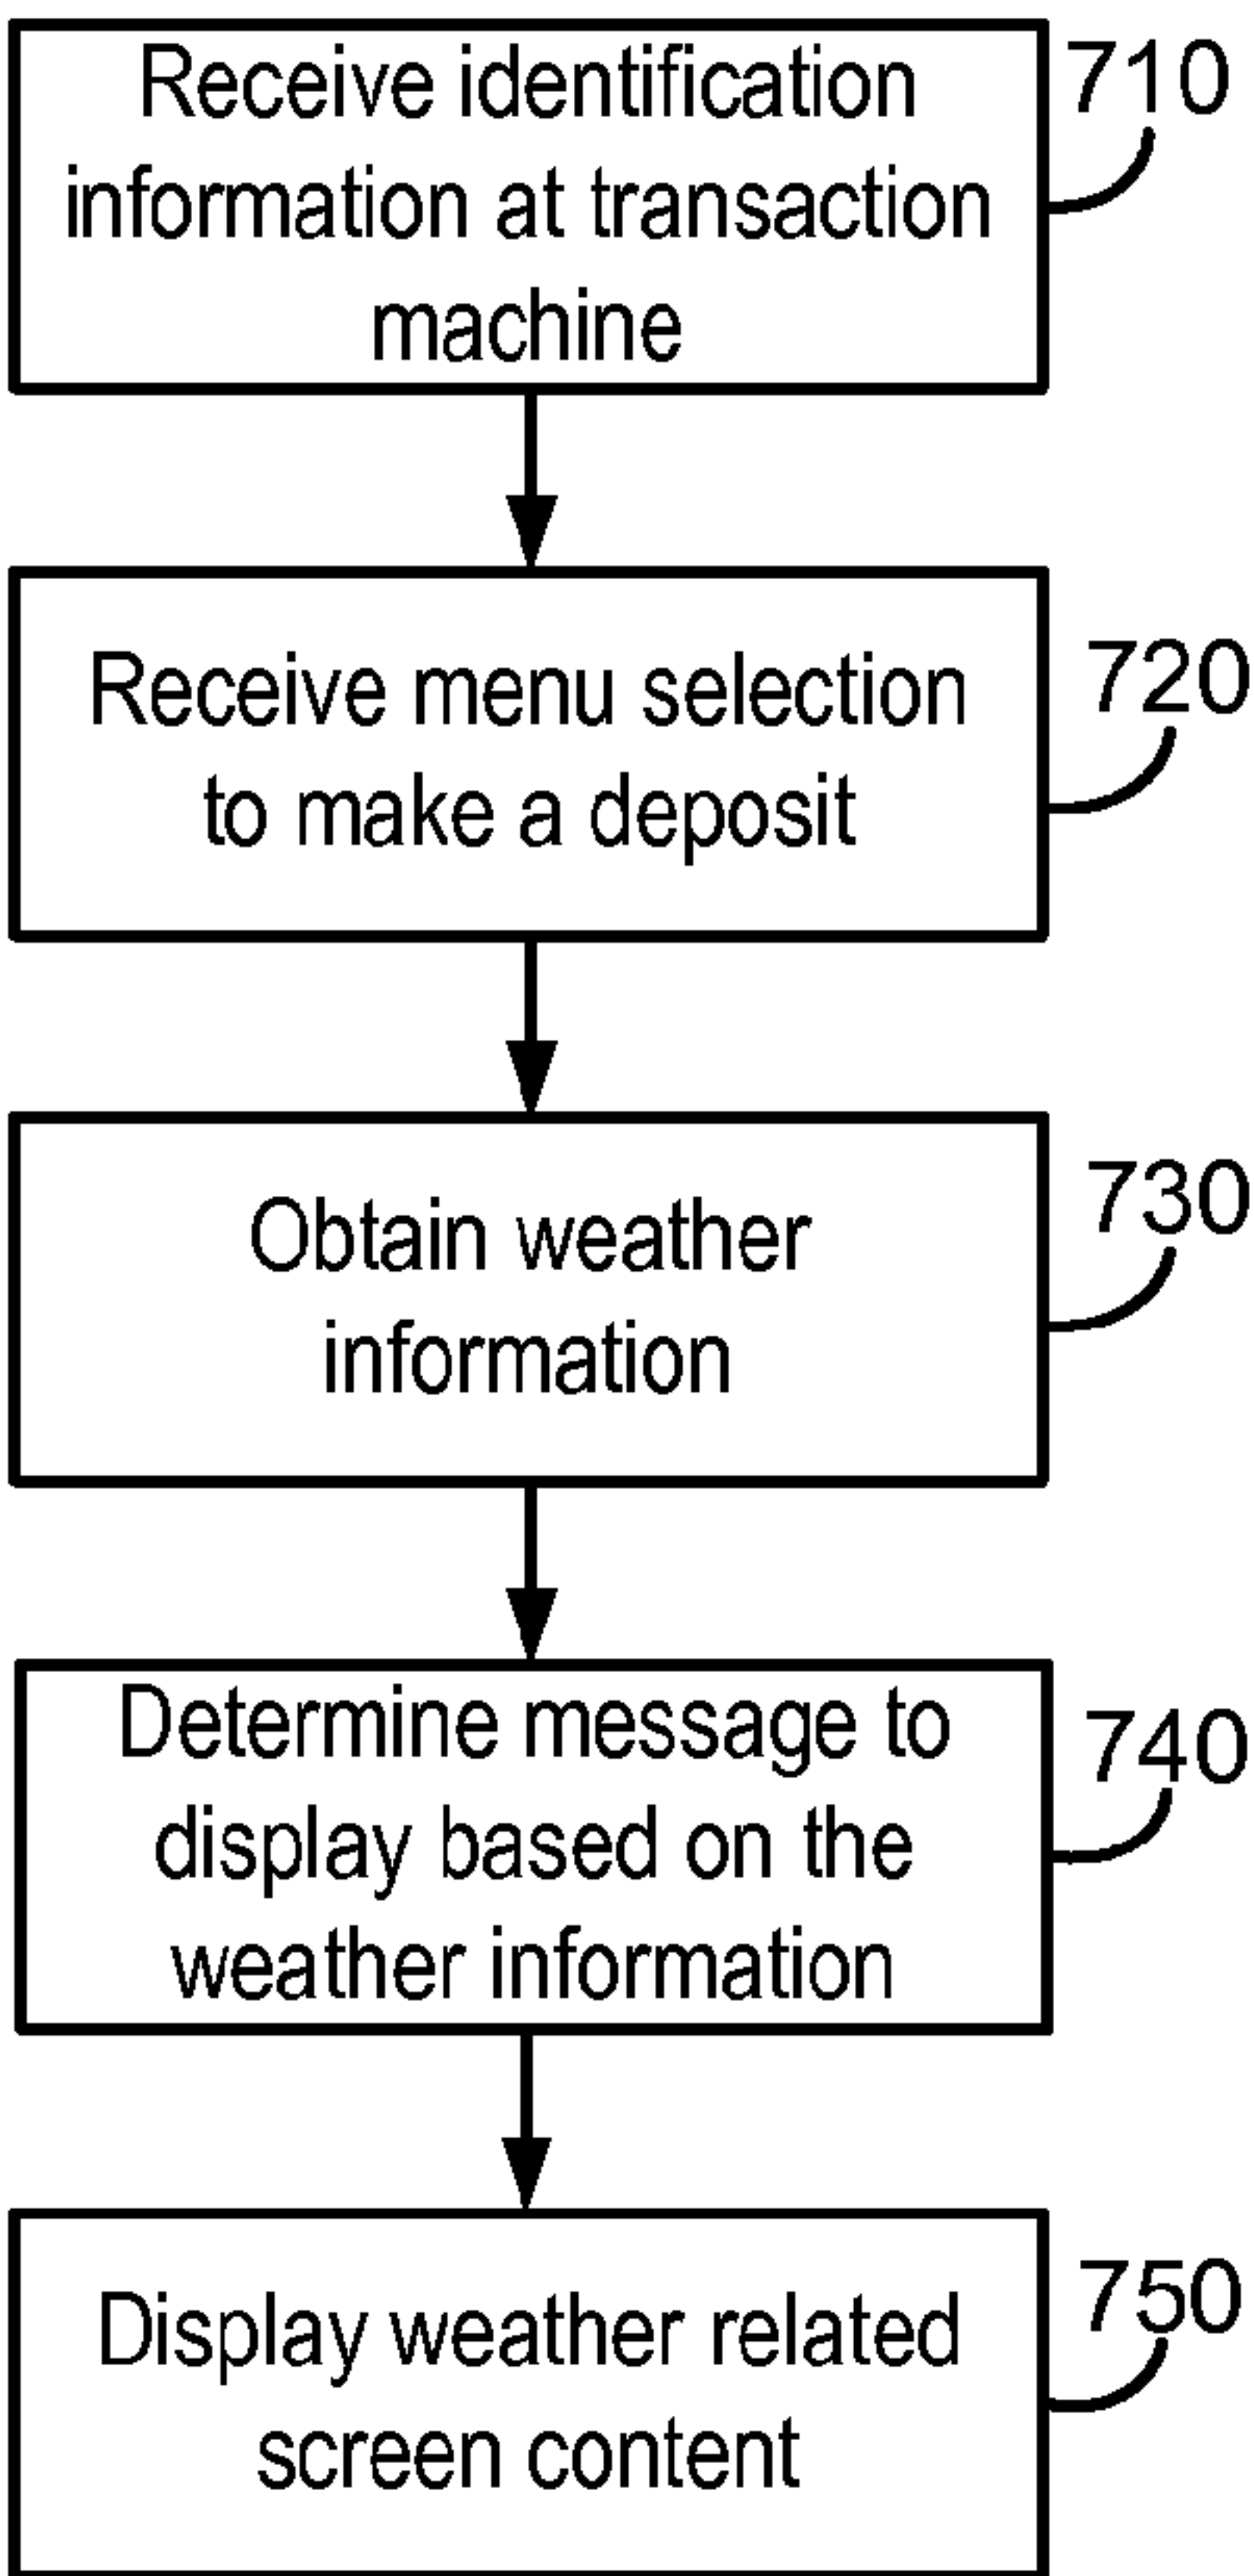 Receive identification
information at transaction
machine
710
Receive menu selection
to make a deposit
720
Obtain weather
information
730
Determine message to
display based on the
weather information
740
Display weather related
screen content
750